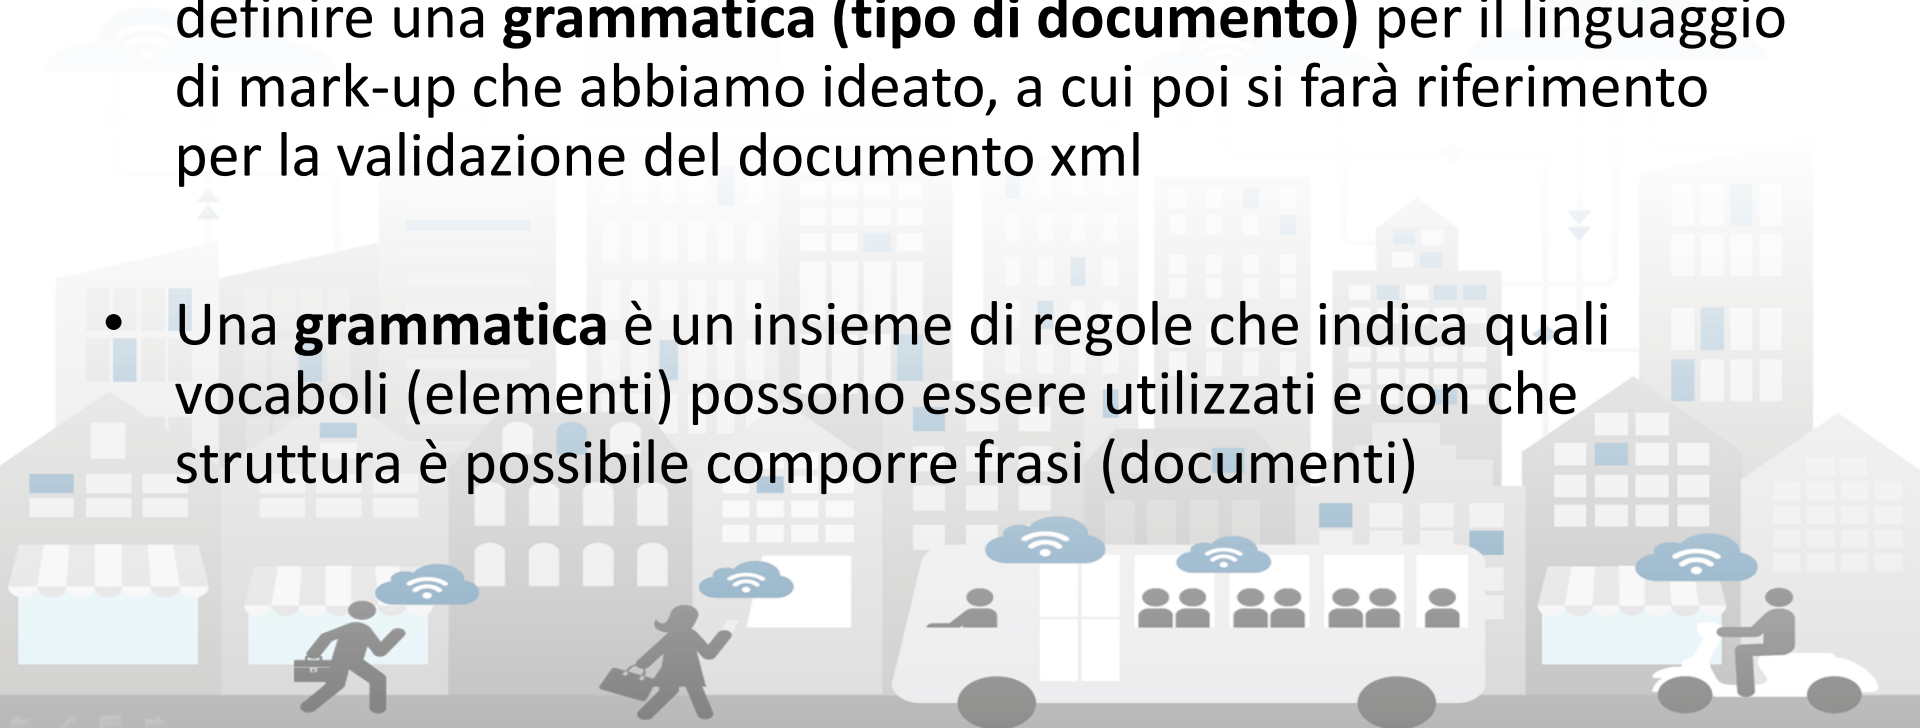 definire una grammatica (tipo di documento) per il linguaggio
di mark-up che abbiamo ideato, a cui poi si farà riferimento
per la validazione del documento xml
• Una grammatica è un insieme di regole che indica quali
vocaboli (elementi) possono essere utilizzati e con che
struttura è possibile comporre frasi (documenti)